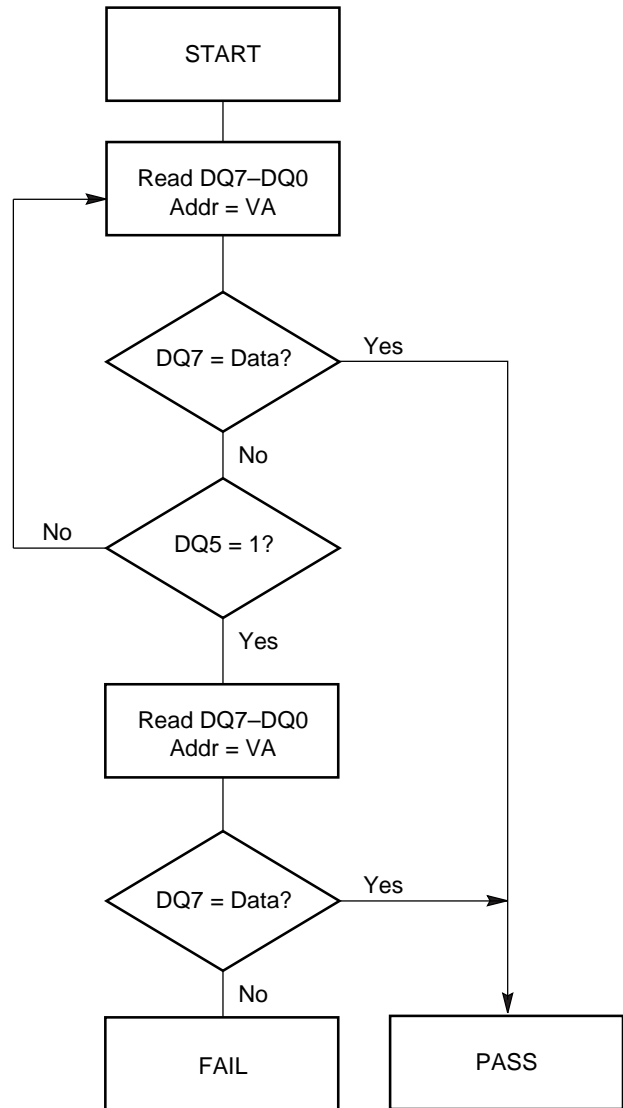 START
Read DQ7–DQ0
Addr = VA
DQ7 = Data?
Yes
No
No
DQ5 = 1?
Yes
Read DQ7–DQ0
Addr = VA
DQ7 = Data?
Yes
No
FAIL
PASS